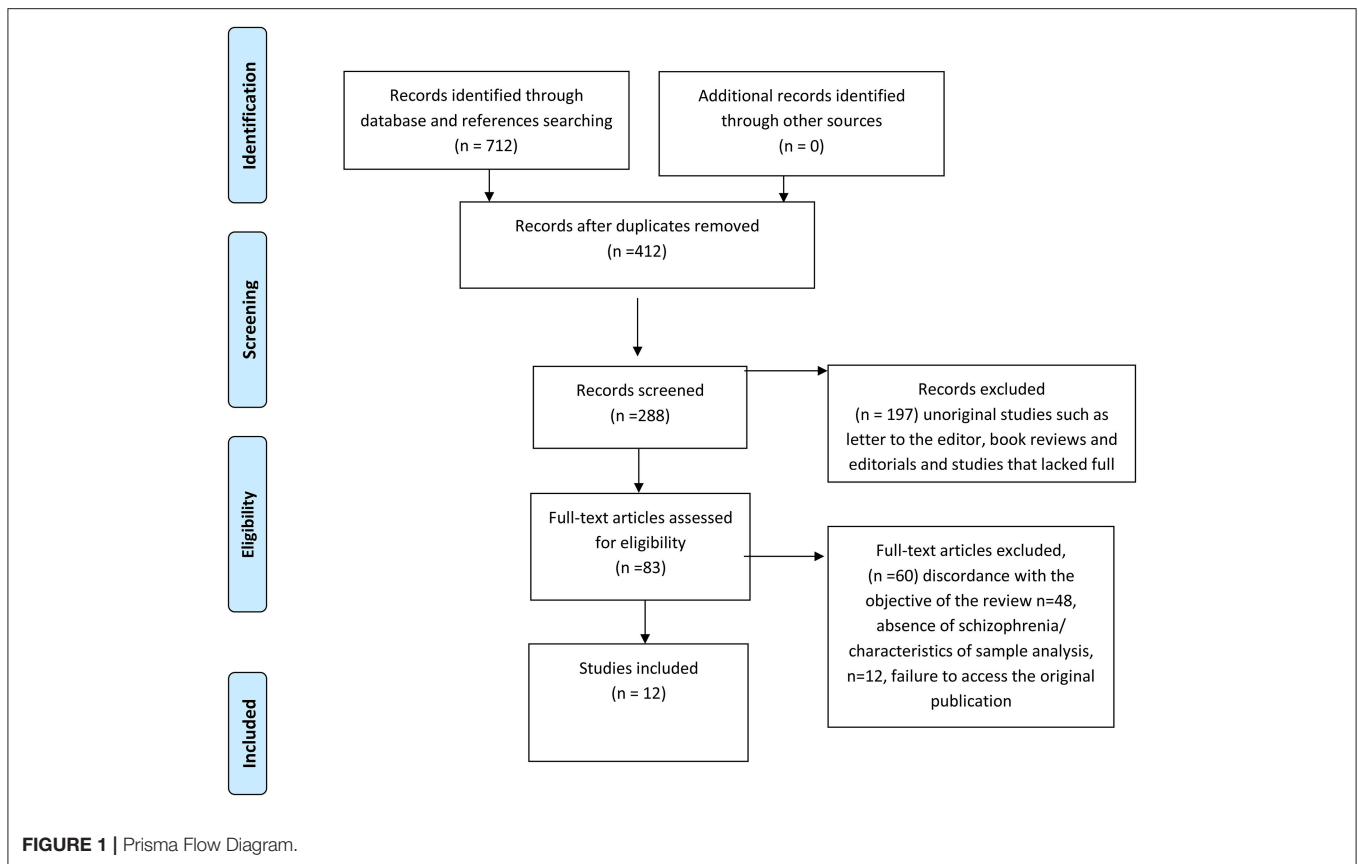 Identification
Records identified through
database and references searching
(n = 712)
Additional records identified
through other sources
(n = 0)
Records after duplicates removed
(n =412)
Screening
Records screened
(n =288)
Records excluded
(n = 197) unoriginal studies such as
letter to the editor, book reviews and
editorials and studies that lacked full
Eligibility
Full-text articles assessed
for eligibility
(n =83)
Full-text articles excluded,
(n =60) discordance with the
objective of the review n=48,
absence of schizophrenia/
characteristics of sample analysis,
n=12, failure to access the original
publication
Included
Studies included
(n = 12)
FIGURE 1 | Prisma Flow Diagram.